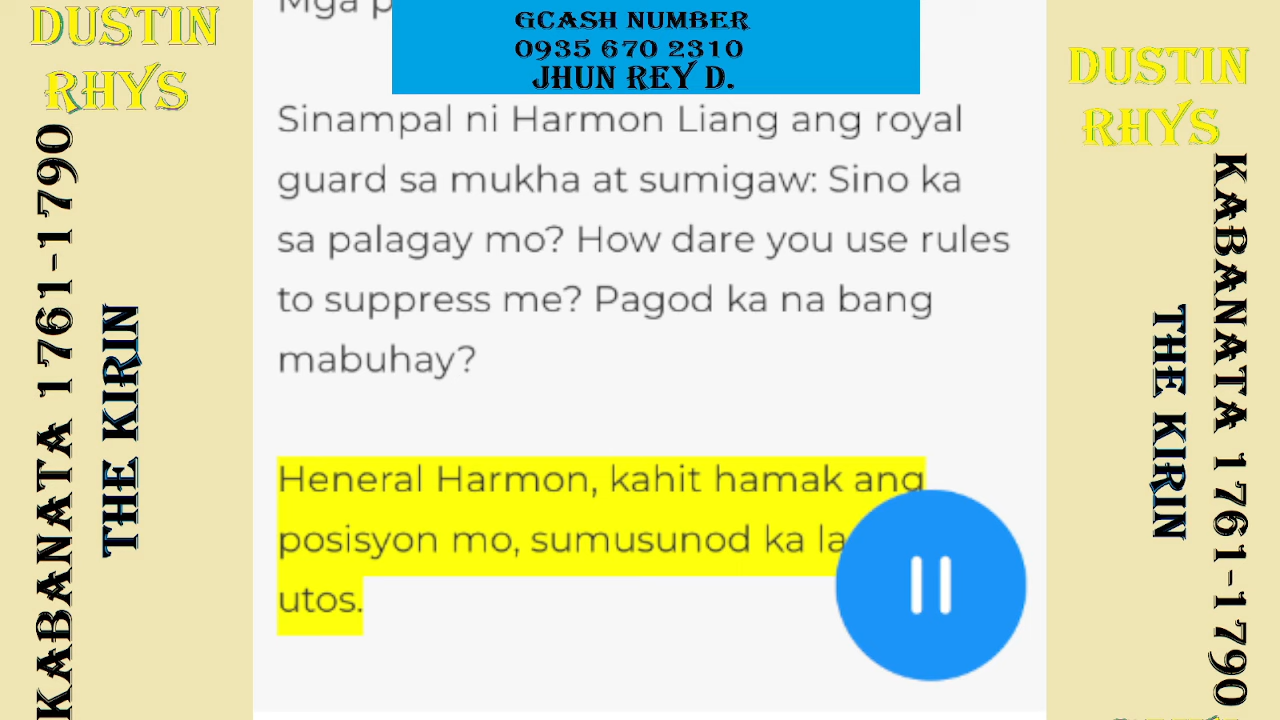 DUSTIN
RHYS
KABANATA 1761-1790
THE KIRIN
GCASH NUMBER
0935 670 2310
JHUN REY D.
Mga
Sinampal ni Harmon Liang ang royal
guard sa mukha at sumigaw: Sino ka
sa palagay mo? How dare you use rules
to suppress me? Pagod ka na bang
mabuhay?
Heneral Harmon, kahit hamak ang
posisyon mo, sumusunod ka
utos.
DUSTIN
RHYS
KABANATA 1761-1790
THE KIRIN